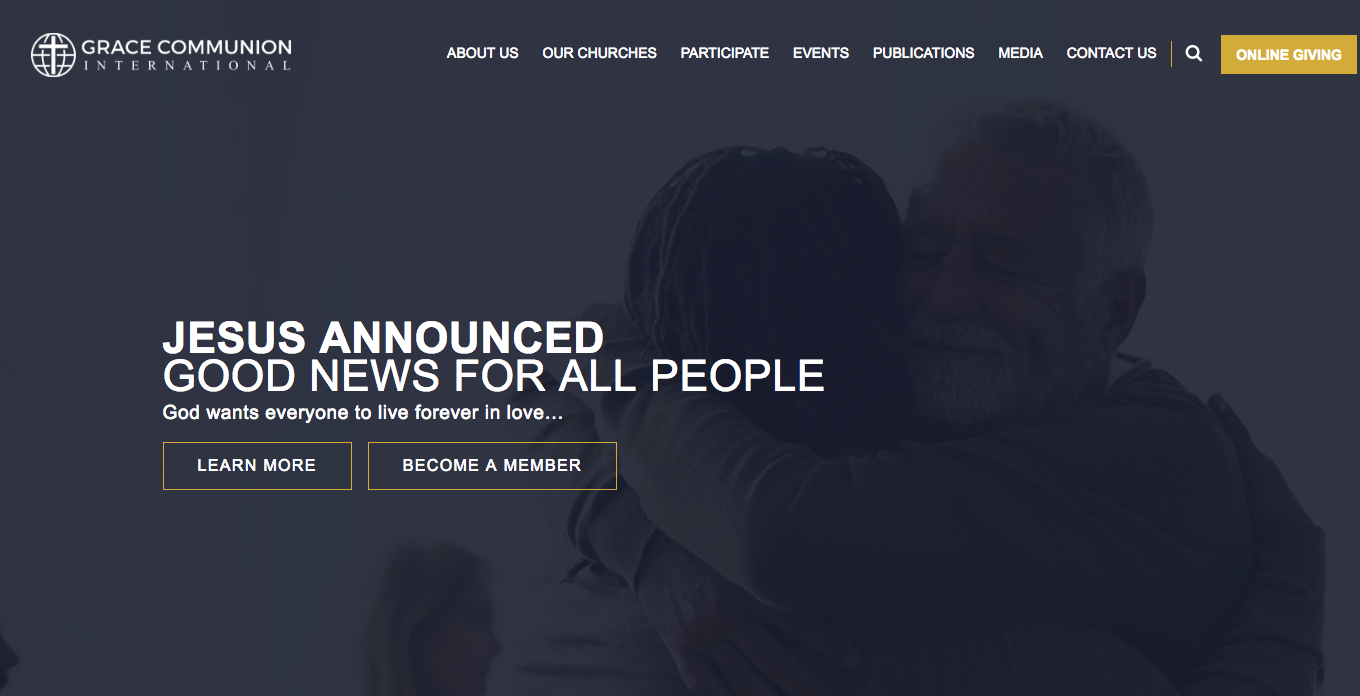 GRACE COMMUNION
INTERNATIONAL
ABOUT US OUR CHURCHES PARTICIPATE EVENTS PUBLICATIONS MEDIA CONTACT US ONLINE GIVING
JESUS ANNOUNCED
GOOD NEWS FOR ALL PEOPLE
God wants everyone to live forever in love...
LEARN MORE BECOME A MEMBER